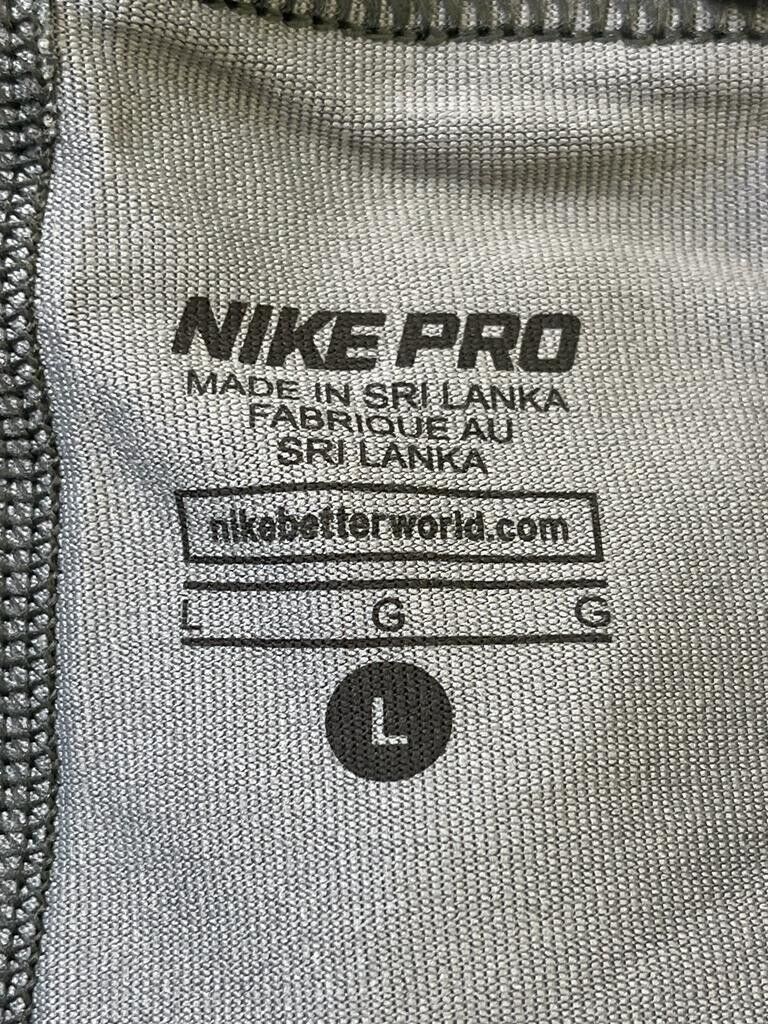 NIKE PRO
MADE IN SRI LANKA
FABRIQUE AU
SRI LANKA
nikebetterworld.com
L G G
L